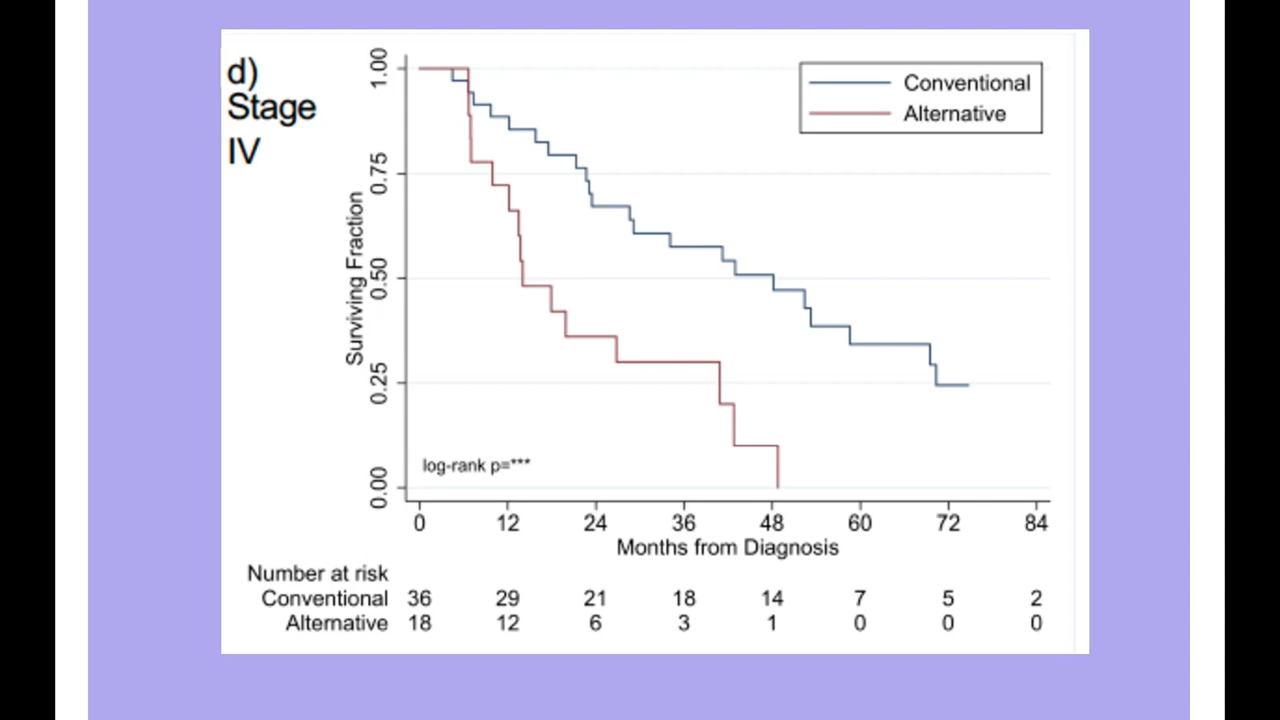 d)
Stage
IV
Conventional
Alternative
Surviving Fraction
1.00
0.75
0.50
0.25
0.00
log-rank p=***
0 12 24 36 48 60 72 84
Months from Diagnosis
Number at risk
Conventional 36 29 21 18 14 7 5 2
Alternative 18 12 6 3 1 0 0 0